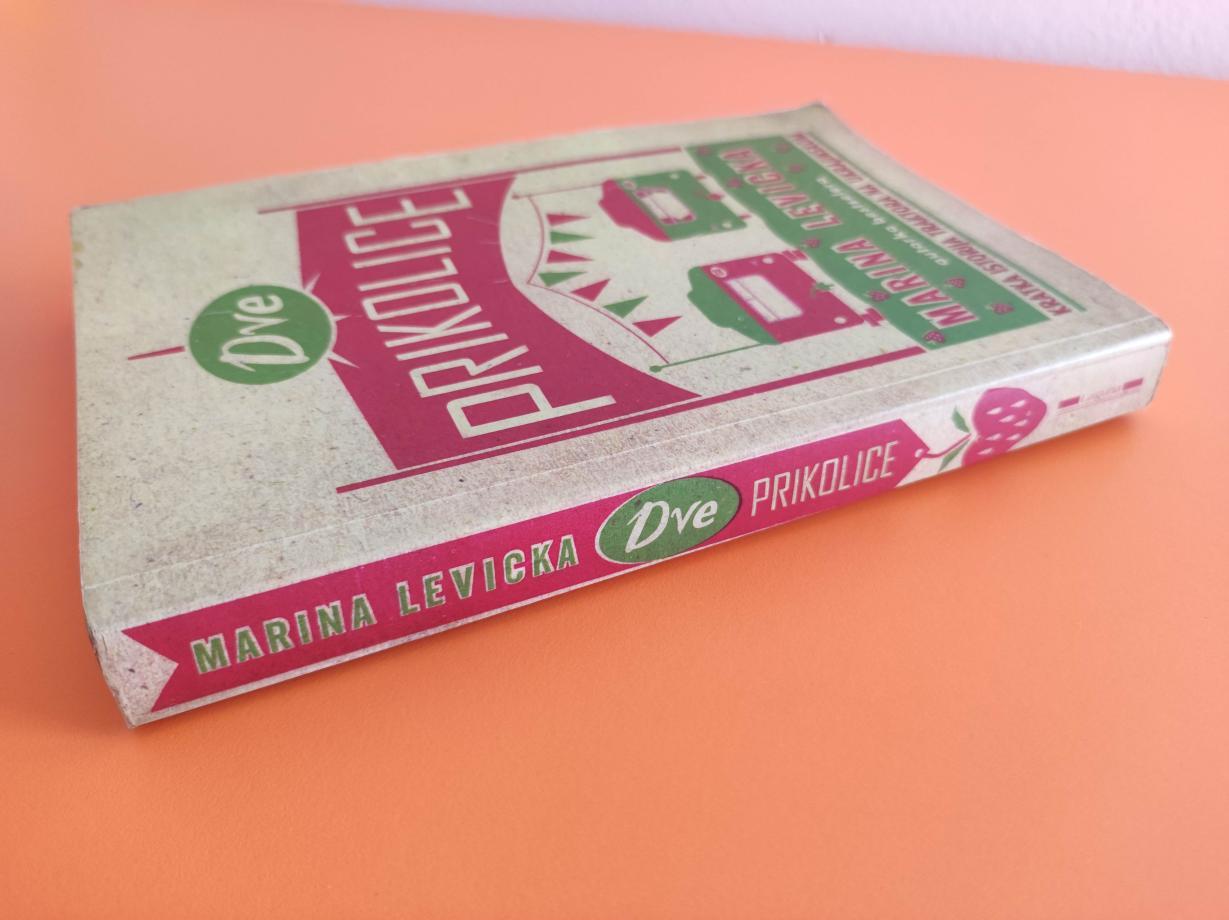 KRATKA ISTORIJA TRAKTORA NA UKRAJINSKOM
autorka bestselera
MARINA LEVICKA
Dve
PRIKOLICE
MARINA LEVICKA Dve PRIKOLICE